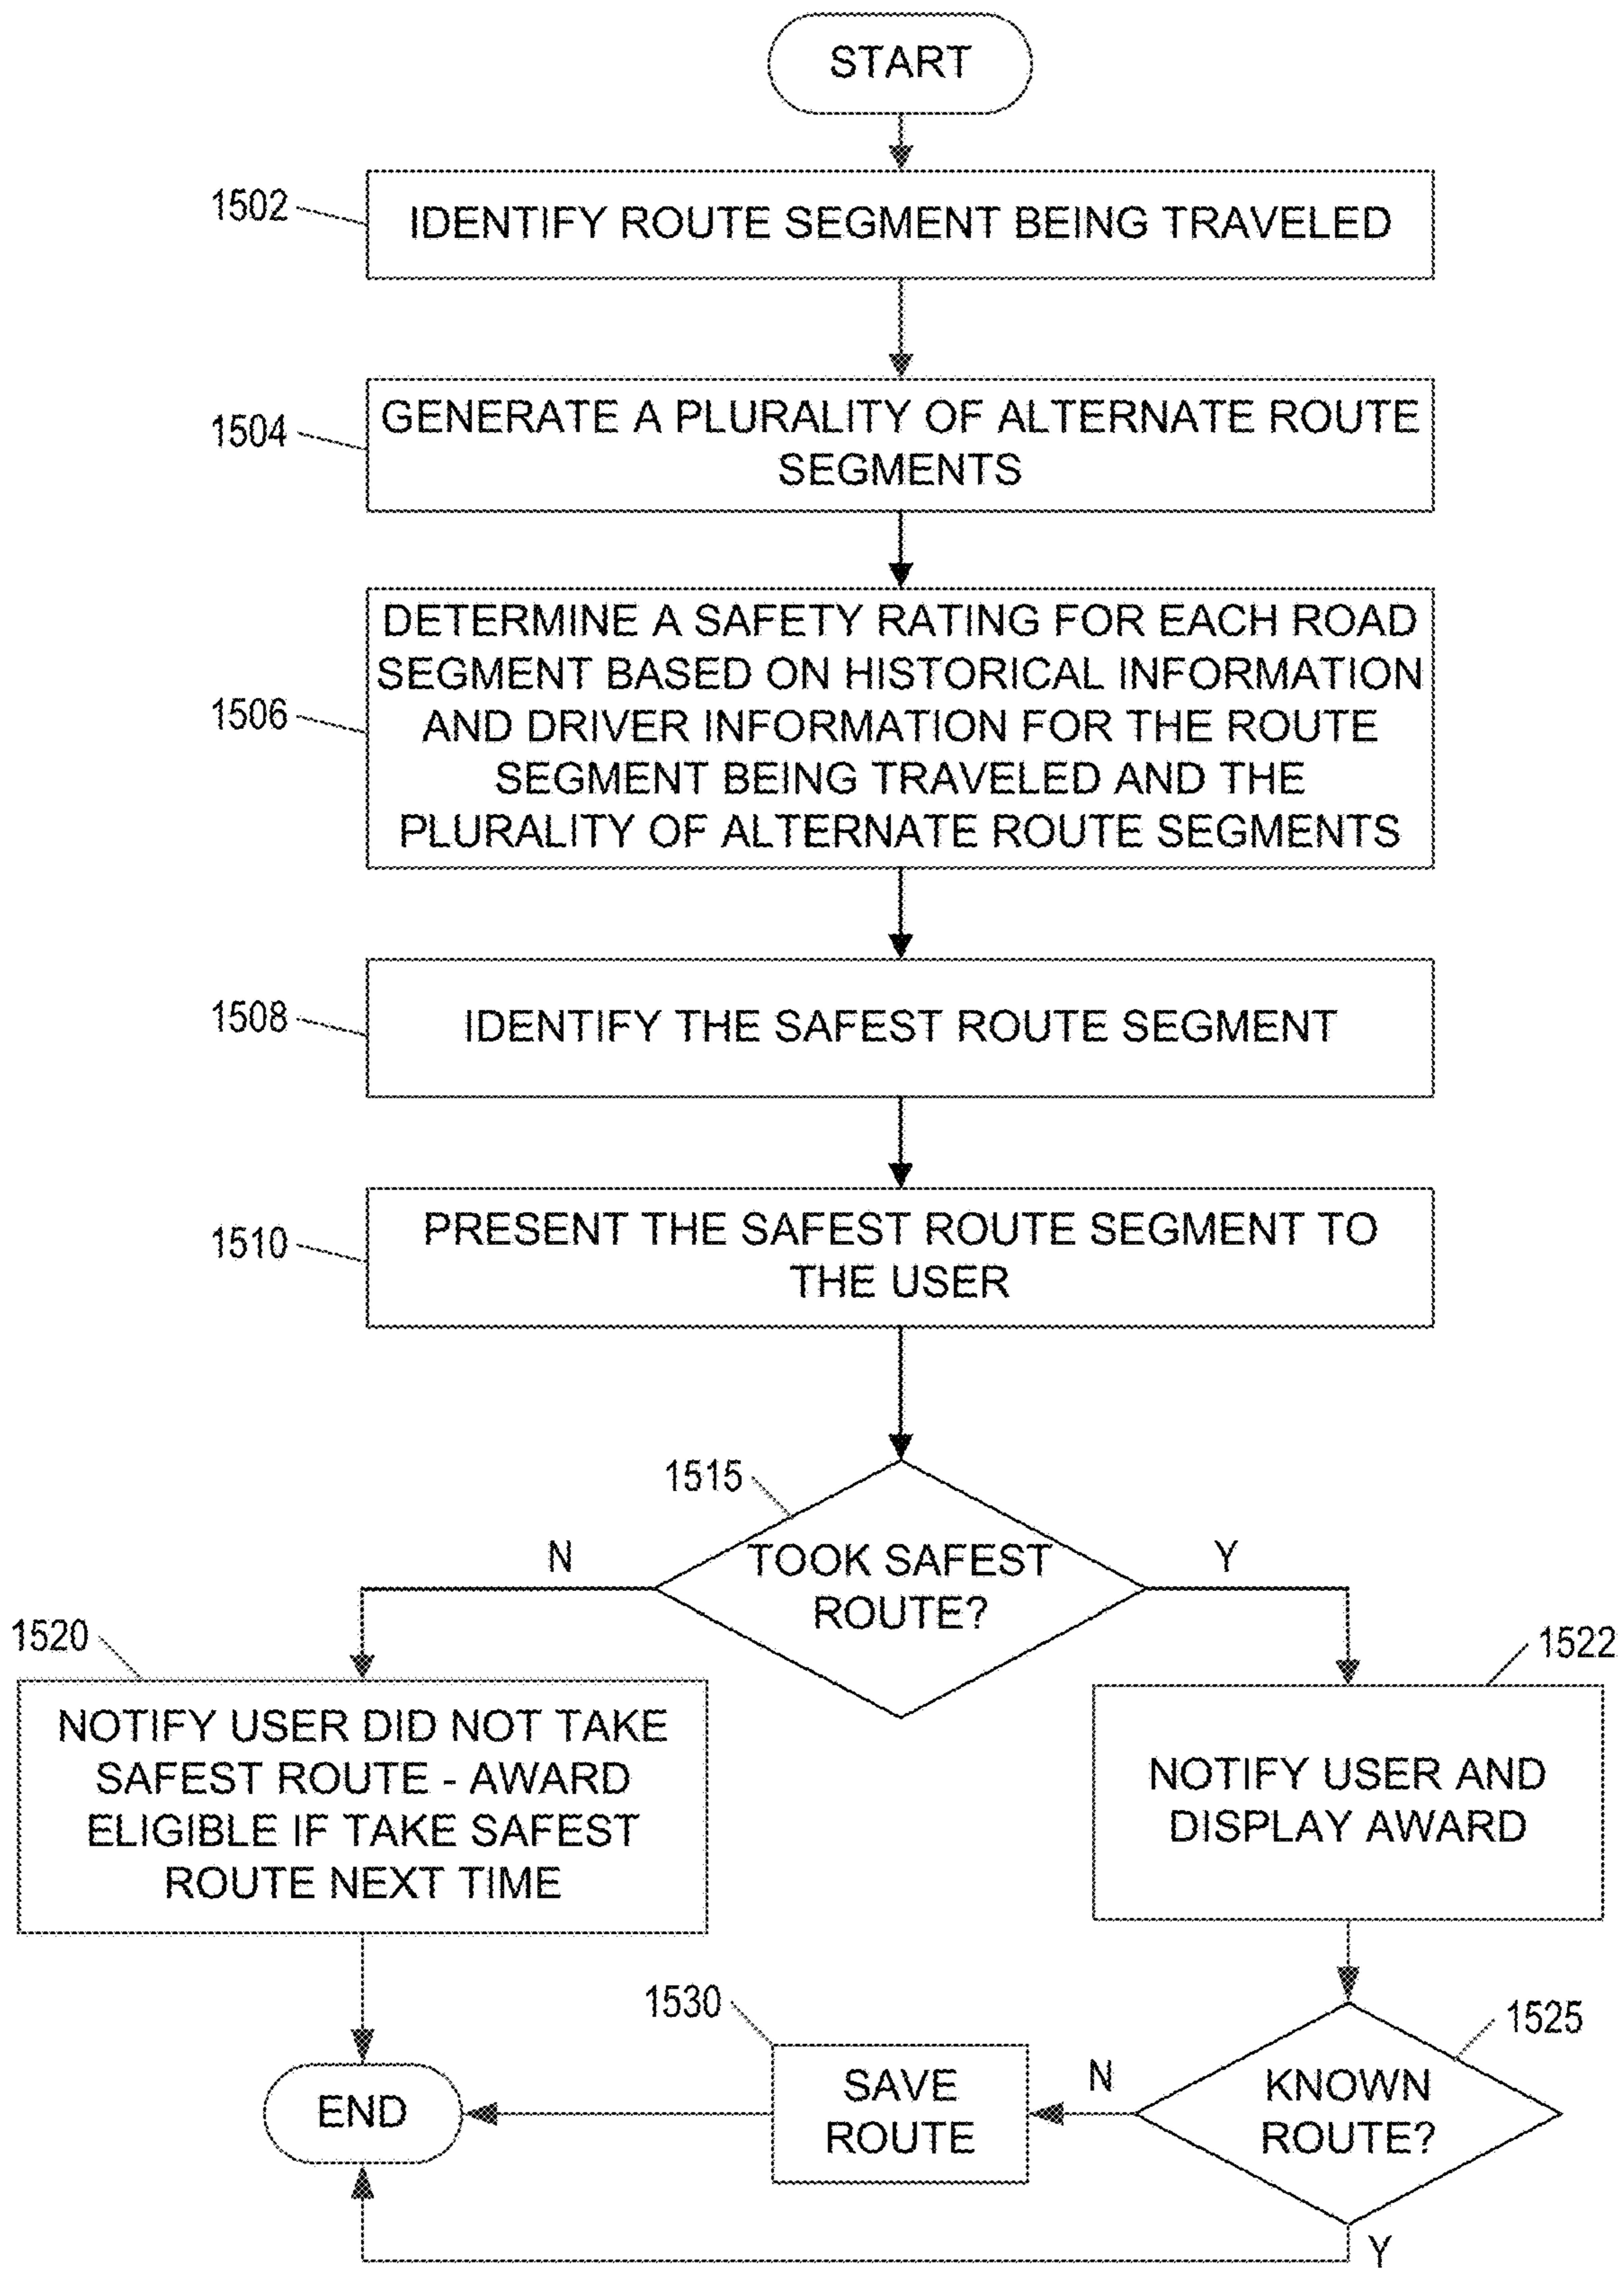 START
1502
IDENTIFY ROUTE SEGMENT BEING TRAVELED
1504
GENERATE A PLURALITY OF ALTERNATE ROUTE
SEGMENTS
1506
DETERMINE A SAFETY RATING FOR EACH ROAD
SEGMENT BASED ON HISTORICAL INFORMATION
AND DRIVER INFORMATION FOR THE ROUTE
SEGMENT BEING TRAVELED AND THE
PLURALITY OF ALTERNATE ROUTE SEGMENTS
1508
IDENTIFY THE SAFEST ROUTE SEGMENT
1510
PRESENT THE SAFEST ROUTE SEGMENT TO
THE USER
1515
TOOK SAFEST
ROUTE?
N
Y
1520
NOTIFY USER DID NOT TAKE
SAFEST ROUTE - AWARD
ELIGIBLE IF TAKE SAFEST
ROUTE NEXT TIME
1522
NOTIFY USER AND
DISPLAY AWARD
1525
KNOWN
ROUTE?
N
Y
1530
SAVE
ROUTE
END